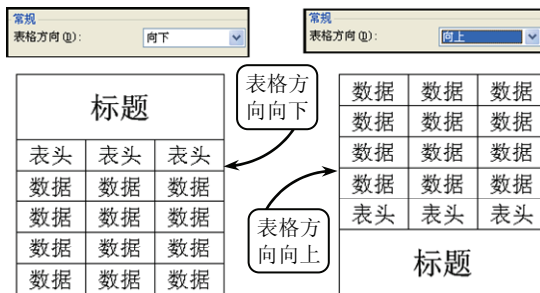 常规
表格方向(D): 向下
常规
表格方向(D): 向上
标题
表头 表头 表头
数据 数据 数据
数据 数据 数据
数据 数据 数据
数据 数据 数据
表格方
向向下
表格方
向向上
数据 数据 数据
数据 数据 数据
数据 数据 数据
数据 数据 数据
表头 表头 表头
标题